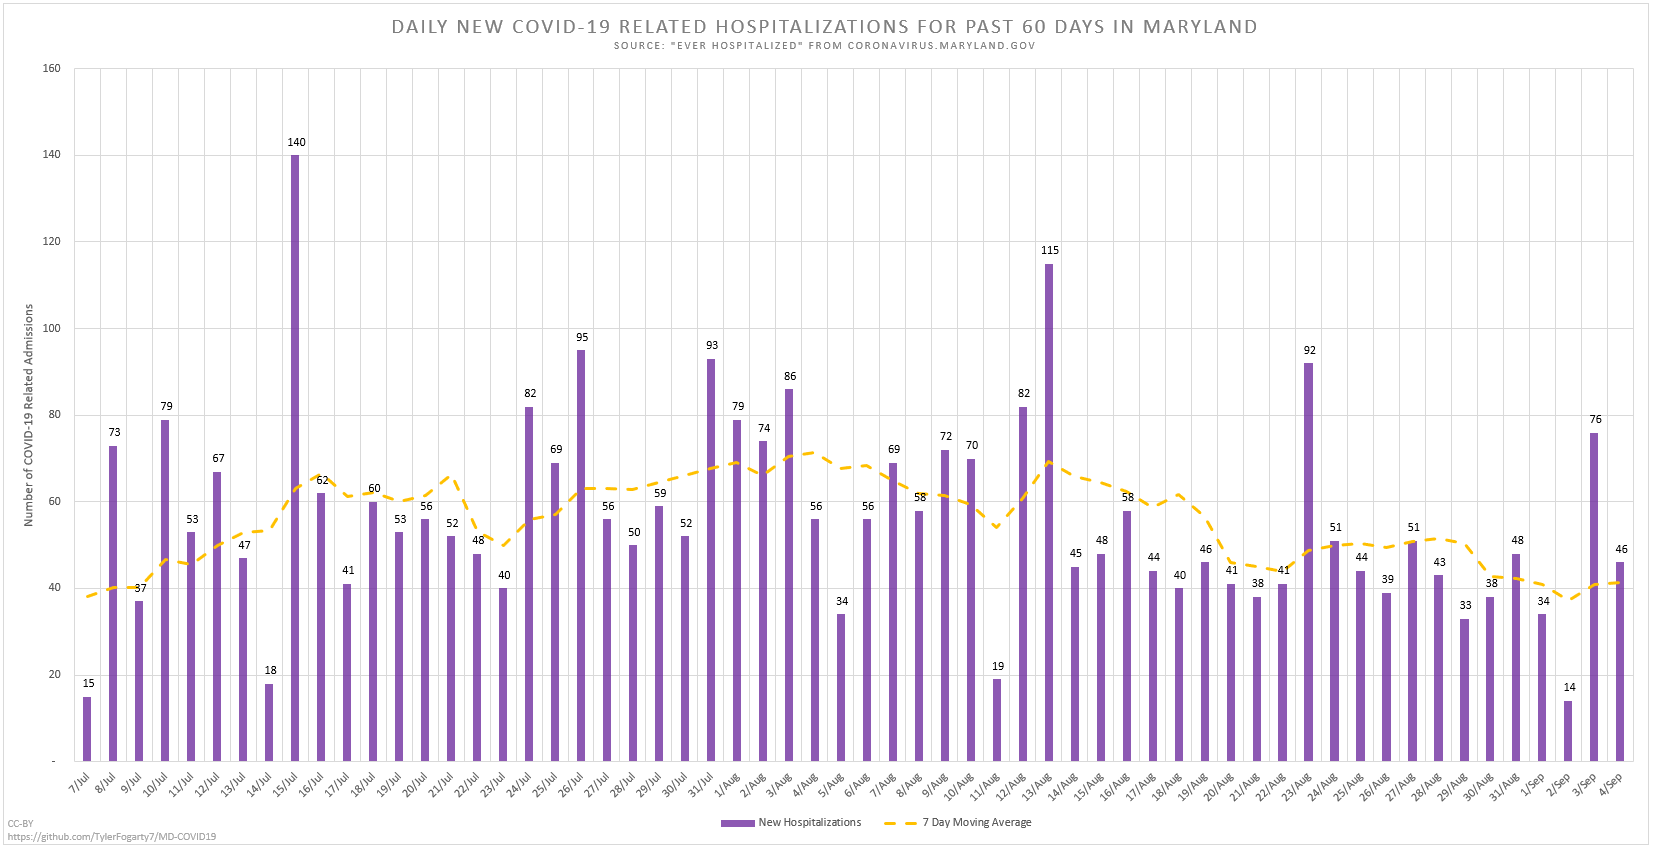 DAILY NEW COVID-19 RELATED HOSPITALIZATIONS FOR PAST 60 DAYS IN MARYLAND
SOURCE: "EVER HOSPITALIZED" FROM CORONAVIRUS.MARYLAND.GOV
Number of COVID-19 Related Admissions
160
140
120
100
80
60
40
20
-
15 73 37 79 53 67 47 18 140 62 41 60 53 56 52 48 40 82 69 95 56 50 59 52 93 79 74 86 56 34 56 69 58 72 70 19 82 115 45 48 58 44 40 46 41 38 41 92 51 44 39 51 43 33 38 48 34 14 76 46
7/Jul 8/Jul 9/Jul 10/Jul 11/Jul 12/Jul 13/Jul 14/Jul 15/Jul 16/Jul 17/Jul 18/Jul 19/Jul 20/Jul 21/Jul 22/Jul 23/Jul 24/Jul 25/Jul 26/Jul 27/Jul 28/Jul 29/Jul 30/Jul 31/Jul 1/Aug 2/Aug 3/Aug 4/Aug 5/Aug 6/Aug 7/Aug 8/Aug 9/Aug 10/Aug 11/Aug 12/Aug 13/Aug 14/Aug 15/Aug 16/Aug 17/Aug 18/Aug 19/Aug 20/Aug 21/Aug 22/Aug 23/Aug 24/Aug 25/Aug 26/Aug 27/Aug 28/Aug 29/Aug 30/Aug 31/Aug 1/Sep 2/Sep 3/Sep 4/Sep
New Hospitalizations 7 Day Moving Average
CC-BY
https://github.com/TylerFogarty7/MD-COVID19